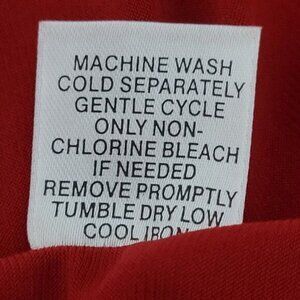 MACHINE WASH
COLD SEPARATELY
GENTLE CYCLE
ONLY NON-
CHLORINE BLEACH
IF NEEDED
REMOVE PROMPTLY
TUMBLE DRY LOW
COOL IRON